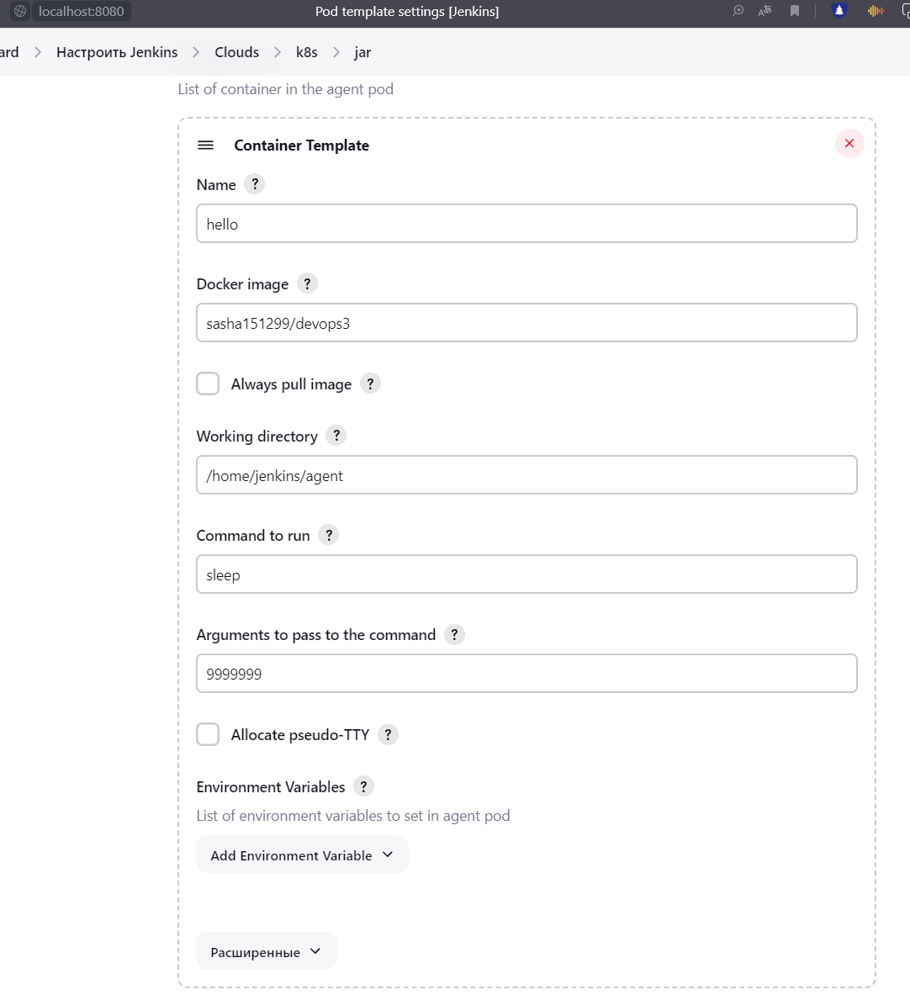 localhost:8080
Pod template settings [Jenkins]
ard > Настроить Jenkins > Clouds > k8s > jar
List of container in the agent pod
Container Template
Name ?
hello
Docker image ?
sasha151299/devops3
Always pull image ?
Working directory ?
/home/jenkins/agent
Command to run ?
sleep
Arguments to pass to the command ?
9999999
Allocate pseudo-TTY ?
Environment Variables ?
List of environment variables to set in agent pod
Add Environment Variable
Расширенные